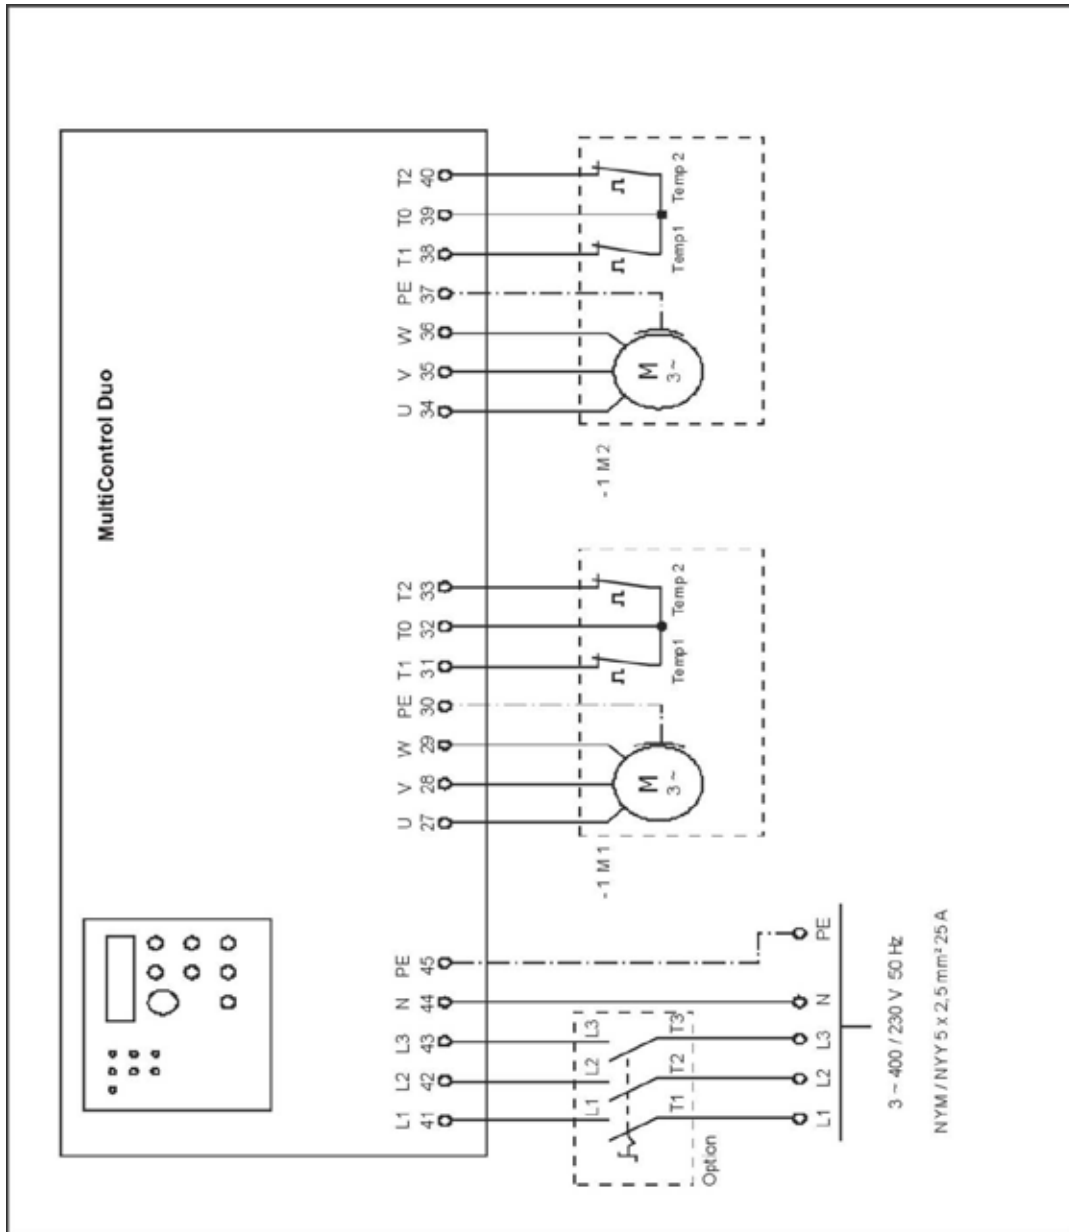 MultiControl Duo
L1 L2 L3 N PE U V W PE T1 T0 T2 U V W PE T1 T0 T2
41 42 43 44 45 27 28 29 30 31 32 33 34 35 36 37 38 39 40
L1 L2 L3
T1 T2 T3
Option
L1 L2 L3 N PE
3 ~ 400 / 230 V 50 Hz
NYM / NYY 5 x 2,5 mm² 25 A
- 1 M 1
M
3 ~
Temp1 Temp 2
- 1 M 2
M
3 ~
Temp1 Temp 2